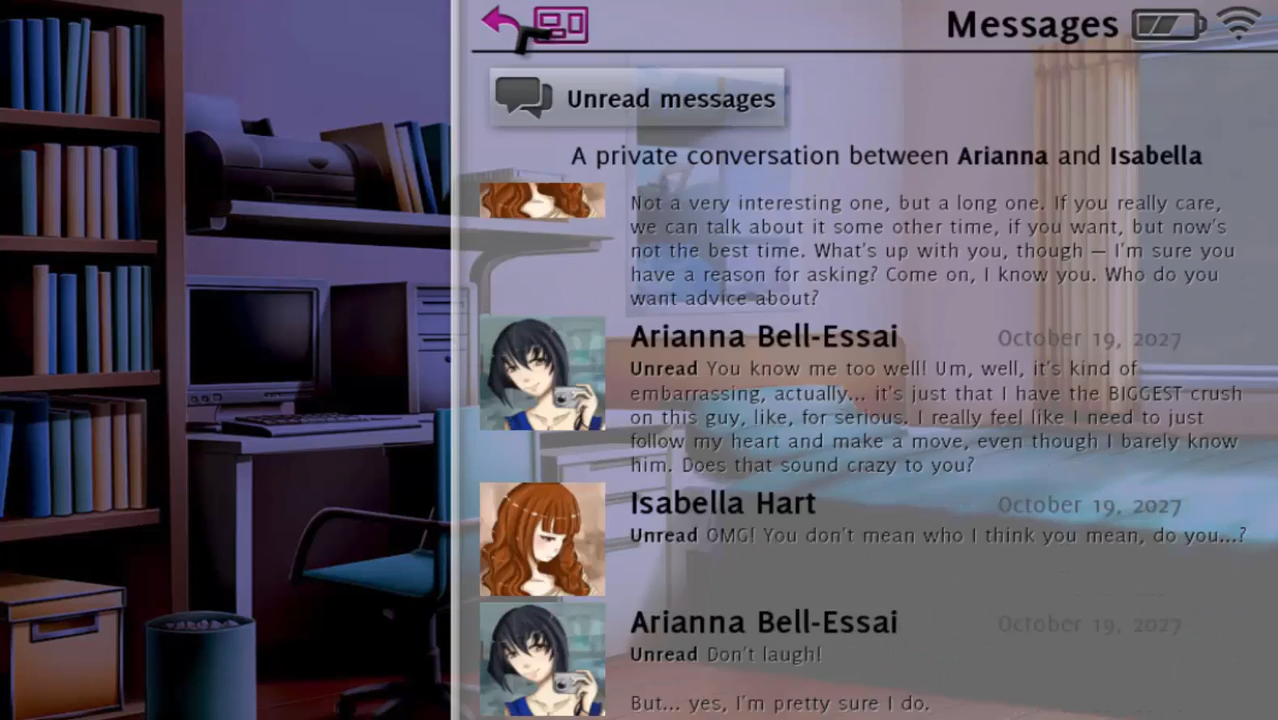 Messages
Unread messages
A private conversation between Arianna and Isabella
Not a very interesting one, but a long one. If you really care,
we can talk about it some other time, if you want, but now's
not the best time. What's up with you, though — I'm sure you
have a reason for asking? Come on, I know you. Who do you
want advice about?
Arianna Bell-Essai October 19, 2027
Unread You know me too well! Um, well, it's kind of
embarrassing, actually... it's just that I have the BIGGEST crush
on this guy, like, for serious. I really feel like I need to just
follow my heart and make a move, even though I barely know
him. Does that sound crazy to you?
Isabella Hart October 19, 2027
Unread OMG! You don't mean who I think you mean, do you...?
Arianna Bell-Essai October 19, 2027
Unread Don't laugh!
But... yes, I'm pretty sure I do.